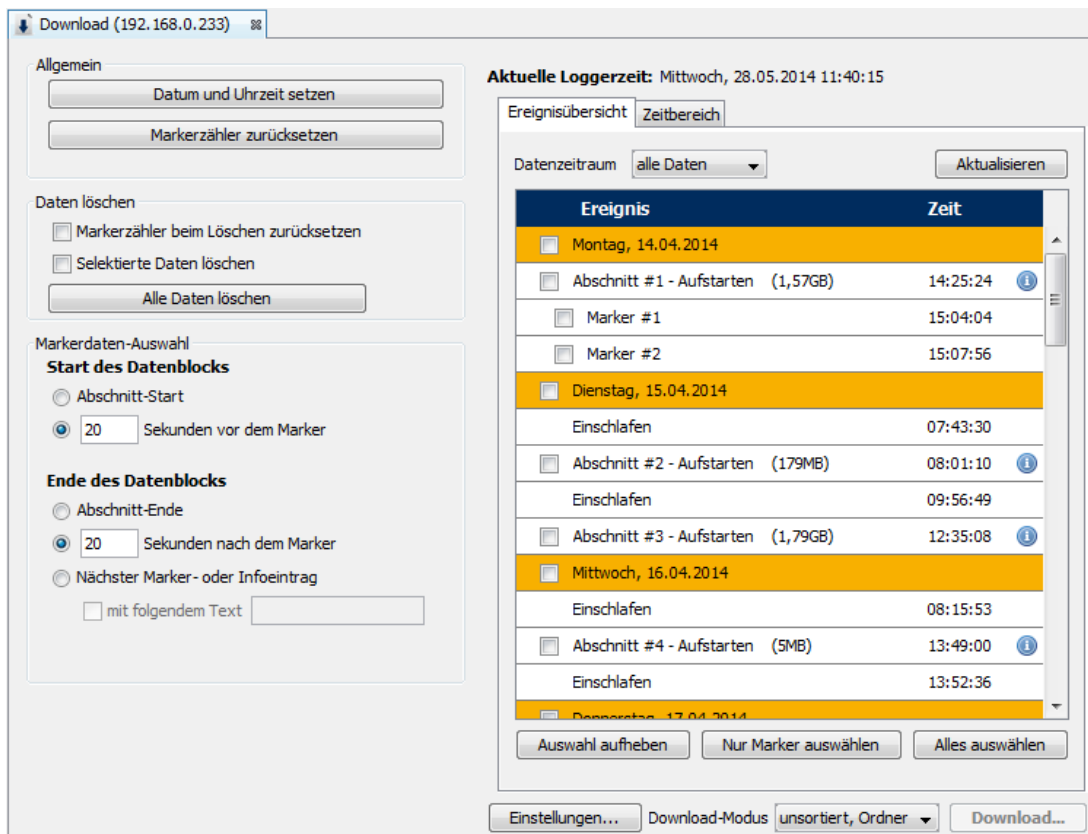 Download (192.168.0.233)
Allgemein
Datum und Uhrzeit setzen
Markerzähler zurücksetzen
Daten löschen
Markerzähler beim Löschen zurücksetzen
Selektierte Daten löschen
Alle Daten löschen
Markerdaten-Auswahl
Start des Datenblocks
Abschnitt-Start
20 Sekunden vor dem Marker
Ende des Datenblocks
Abschnitt-Ende
20 Sekunden nach dem Marker
Nächster Marker- oder Infoeintrag
mit folgendem Text
Aktuelle Loggerzeit: Mittwoch, 28.05.2014 11:40:15
Ereignisübersicht Zeitbereich
Datenzeitraum alle Daten Aktualisieren
Ereignis Zeit
Montag, 14.04.2014
Abschnitt #1 - Aufstarten (1,57GB) 14:25:24
Marker #1 15:04:04
Marker #2 15:07:56
Dienstag, 15.04.2014
Einschlafen 07:43:30
Abschnitt #2 - Aufstarten (179MB) 08:01:10
Einschlafen 09:56:49
Abschnitt #3 - Aufstarten (1,79GB) 12:35:08
Mittwoch, 16.04.2014
Einschlafen 08:15:53
Abschnitt #4 - Aufstarten (5MB) 13:49:00
Einschlafen 13:52:36
Donnerstag, 17.04.2014
Auswahl aufheben Nur Marker auswählen Alles auswählen
Einstellungen... Download-Modus unsortiert, Ordner Download...